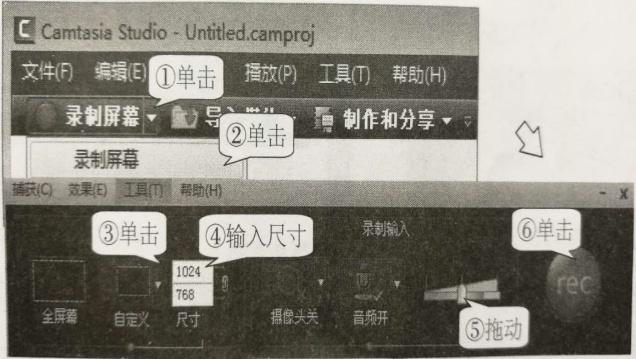 Camtasia Studio - Untitled.camproj
文件(F) 编辑(E) 播放(P) 工具(T) 帮助(H)
①单击
录制屏幕 制作和分享
②单击
录制屏幕
捕获(C) 效果(E) 工具(T) 帮助(H) - x
③单击 ④输入尺寸 录制输入 ⑥单击
1024
768
rec
全屏幕 自定义 尺寸 摄像头关 音频开
⑤拖动